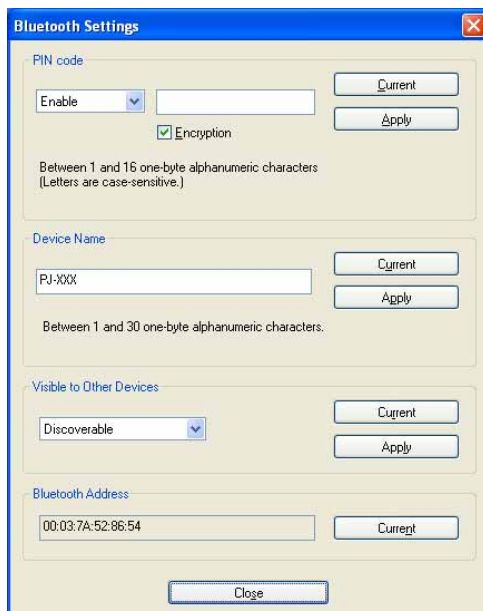 Bluetooth Settings
PIN code
Enable
Current
Encryption
Apply
Between 1 and 16 one-byte alphanumeric characters
(Letters are case-sensitive.)
Device Name
PJ-XXX
Current
Apply
Between 1 and 30 one-byte alphanumeric characters.
Visible to Other Devices
Discoverable
Current
Apply
Bluetooth Address
00:03:7A:52:86:54
Current
Close